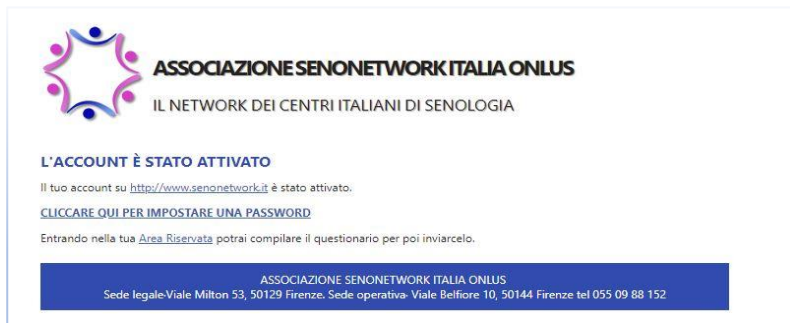 ASSOCIAZIONE SENONETWORK ITALIA ONLUS
IL NETWORK DEI CENTRI ITALIANI DI SENOLOGIA
L'ACCOUNT È STATO ATTIVATO
Il tuo account su http://www.senonetwork.it è stato attivato.
CLICCARE QUI PER IMPOSTARE UNA PASSWORD
Entrando nella tua Area Riservata potrai compilare il questionario per poi inviarcelo.
ASSOCIAZIONE SENONETWORK ITALIA ONLUS
Sede legale-Viale Milton 53, 50129 Firenze. Sede operativa- Viale Belfiore 10, 50144 Firenze tel 055 09 88 152